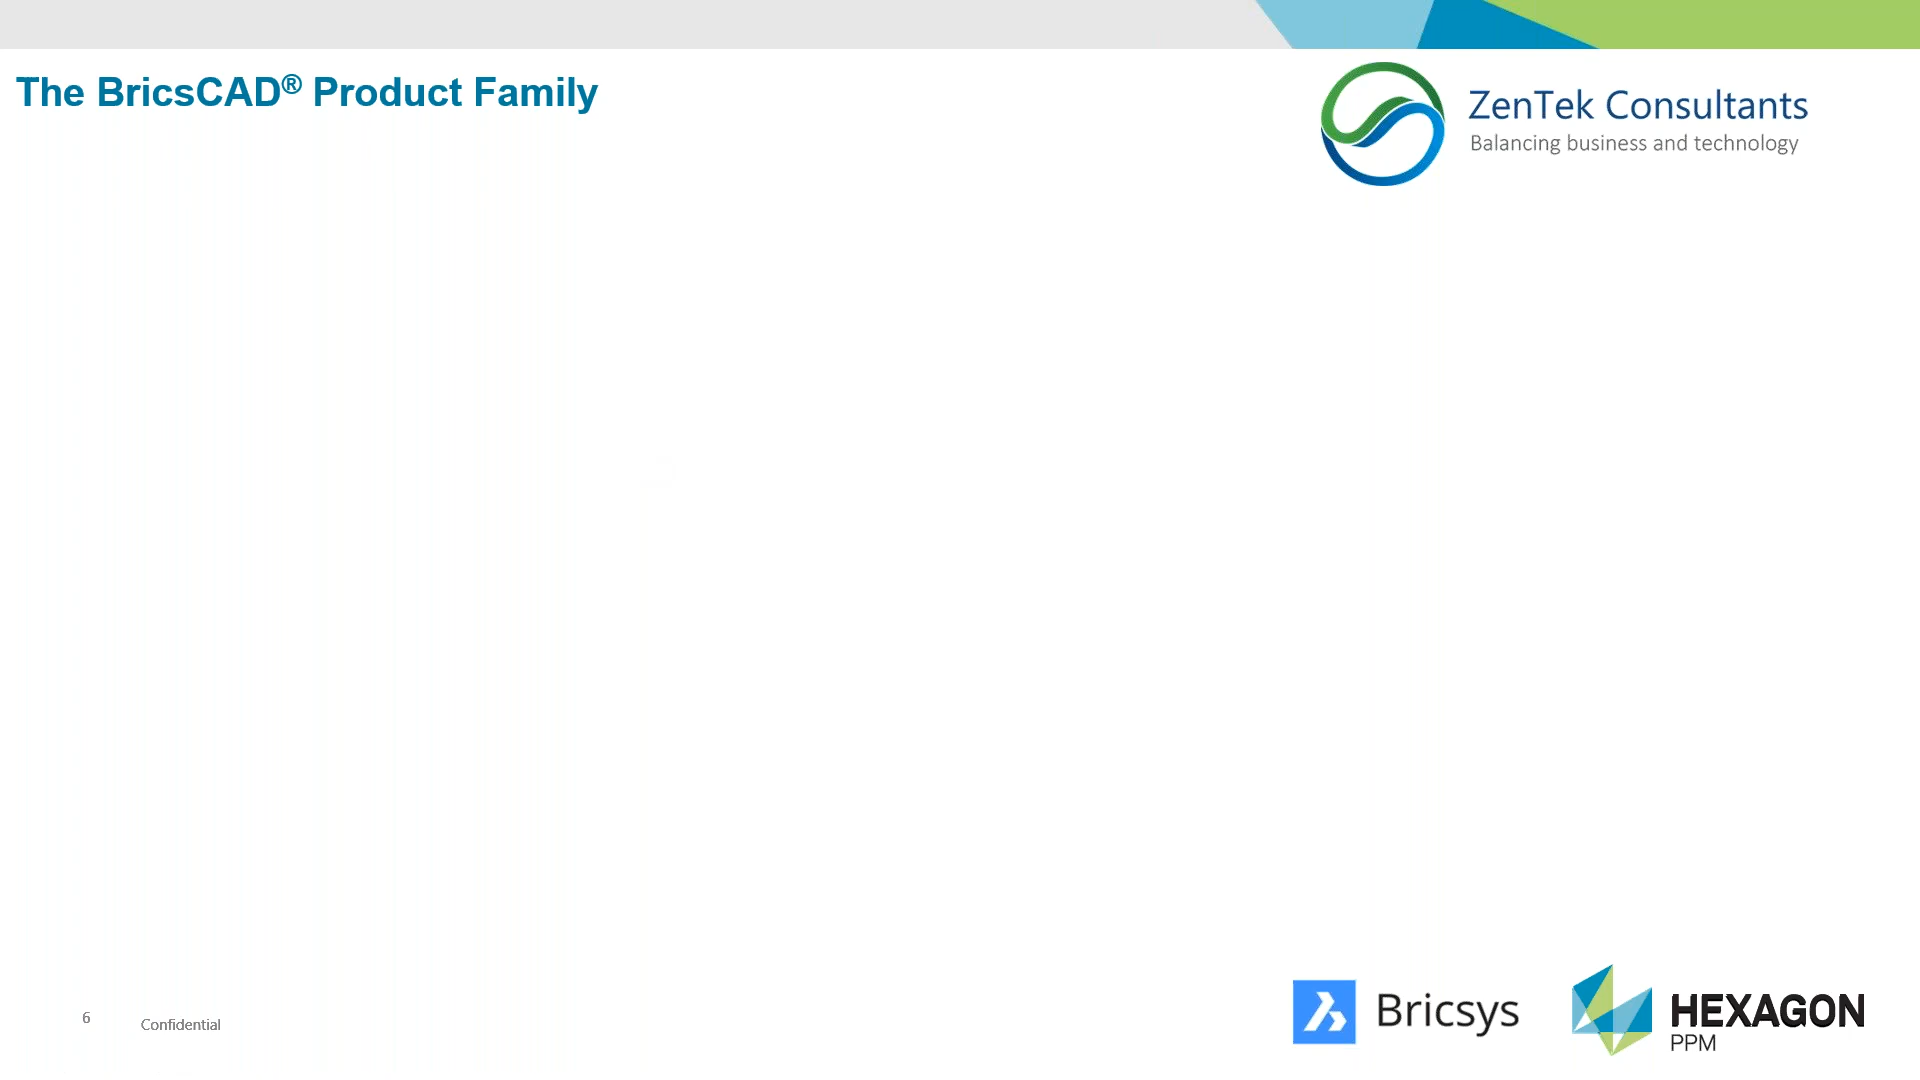 The BricsCAD® Product Family
ZenTek Consultants
Balancing business and technology
6
Confidential
Bricsys
HEXAGON
PPM